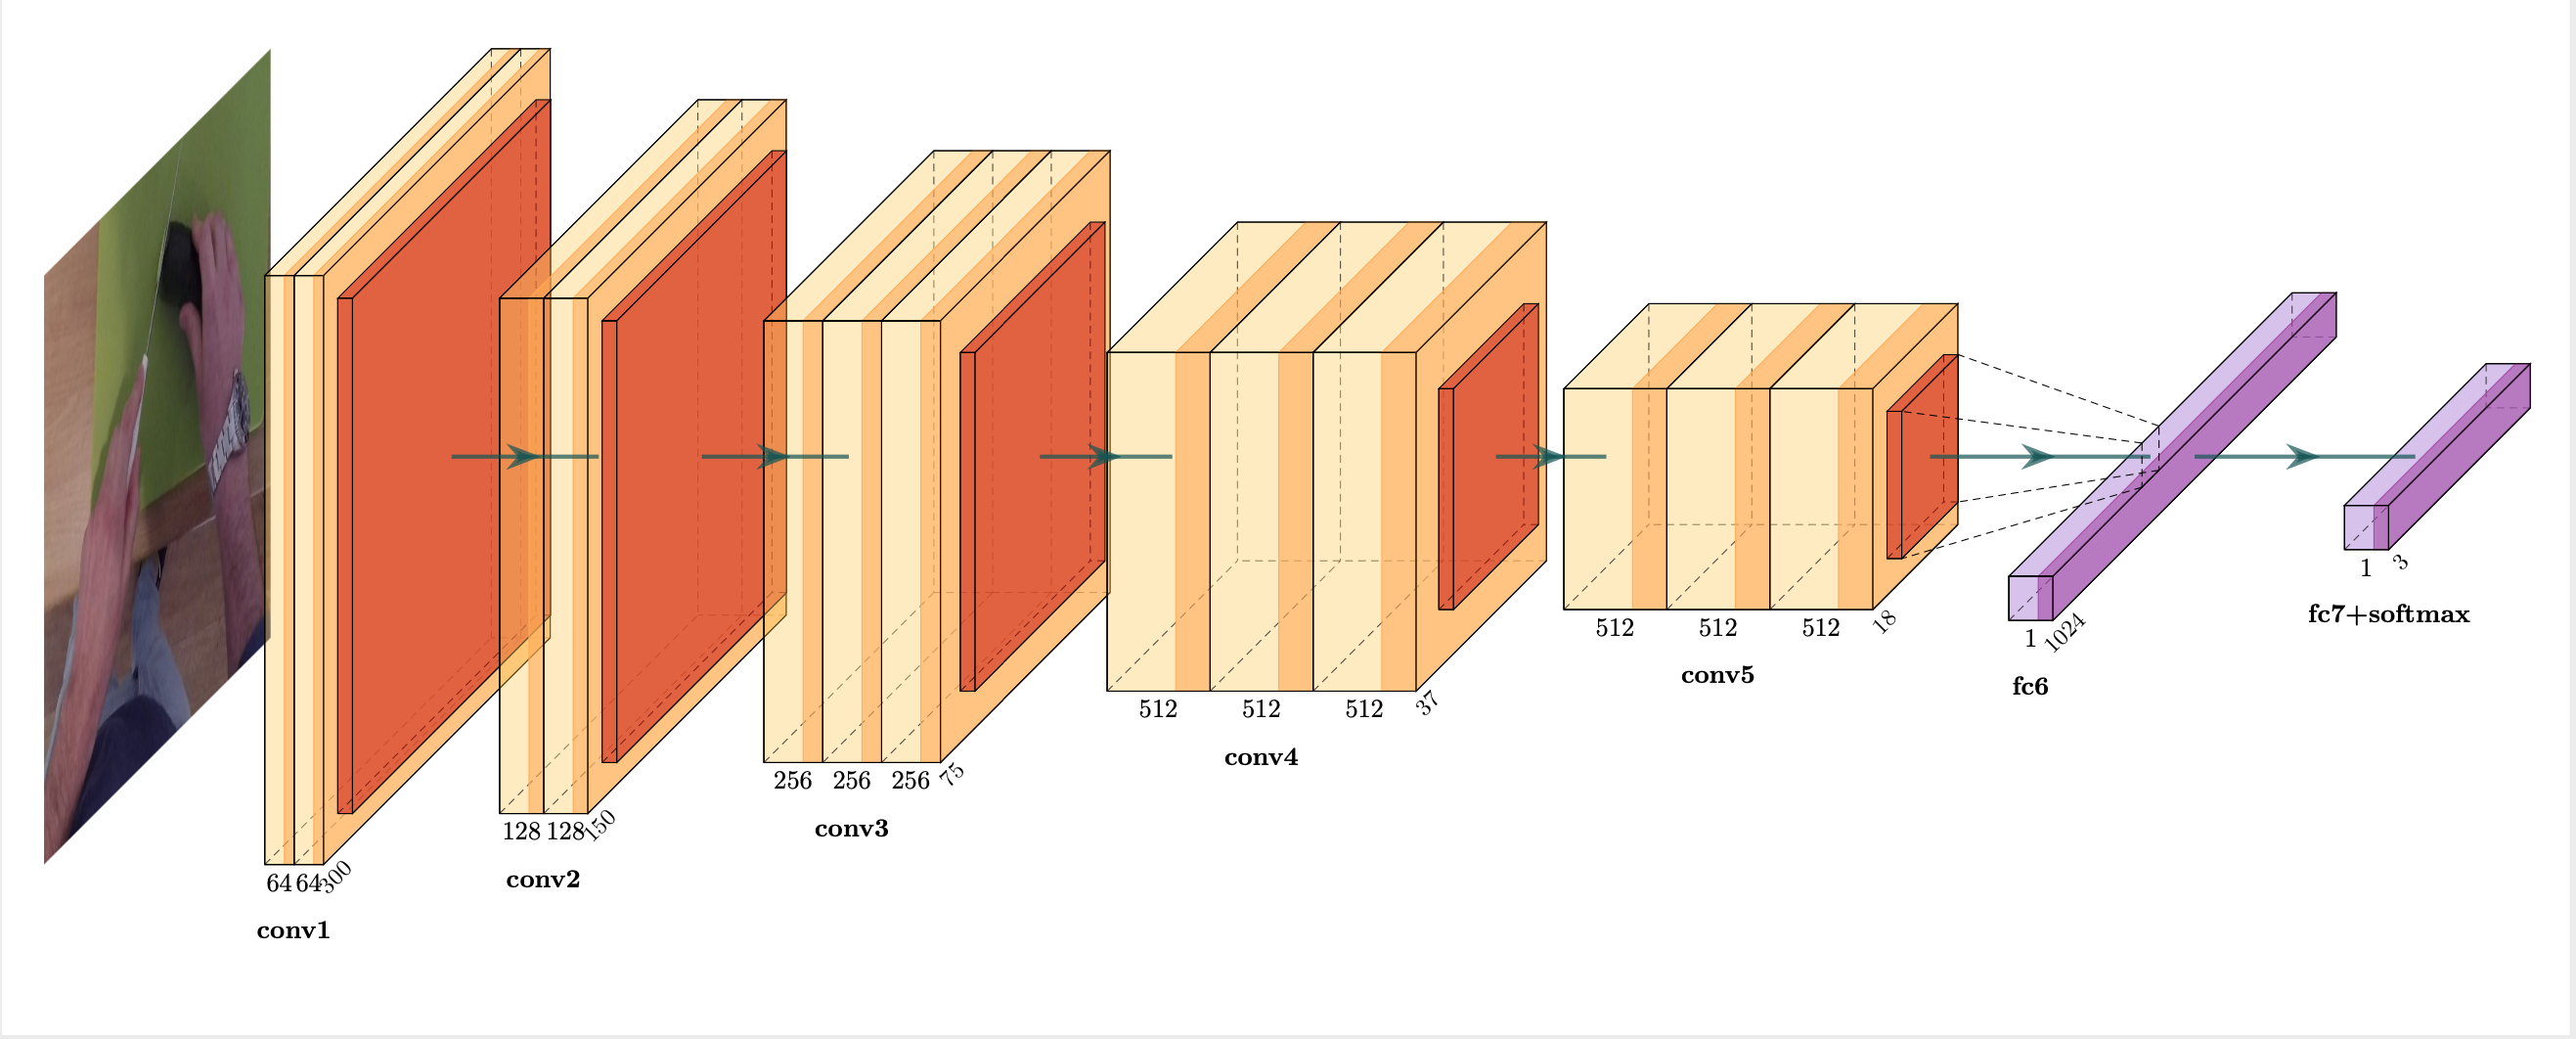 64 64 300
conv1
128 128 150
conv2
256 256 256 75
conv3
512 512 512 37
conv4
512 512 512 18
conv5
1 1024
fc6
1 3
fc7+softmax